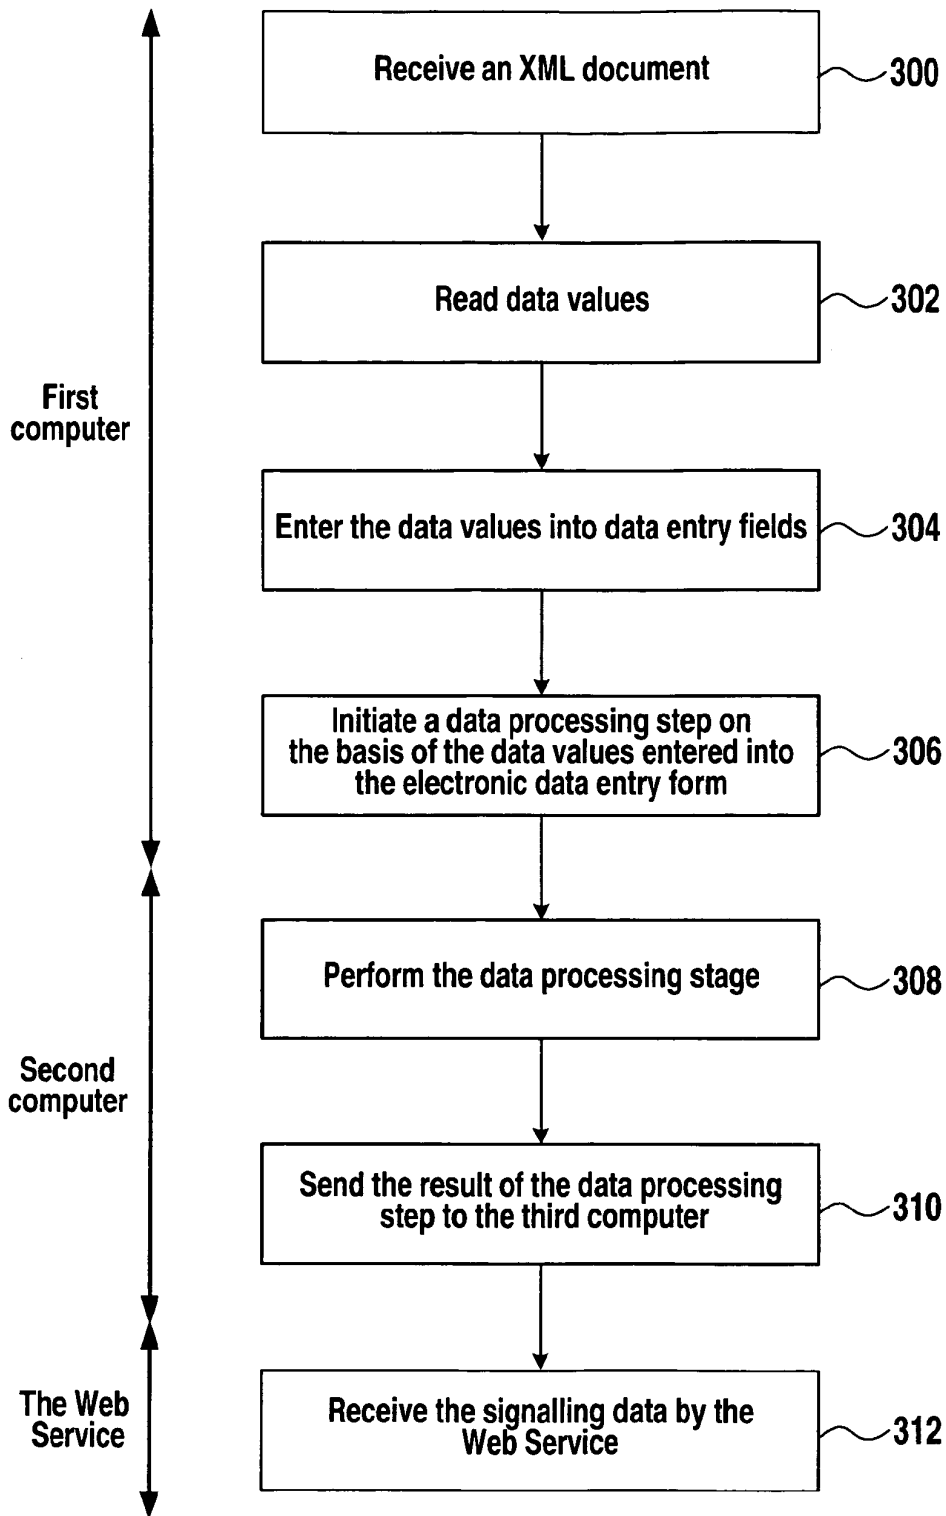 Receive an XML document
300
Read data values
302
First
computer
Enter the data values into data entry fields
304
Initiate a data processing step on
the basis of the data values entered into
the electronic data entry form
306
Perform the data processing stage
308
Second
computer
Send the result of the data processing
step to the third computer
310
The Web
Service
Receive the signalling data by the
Web Service
312